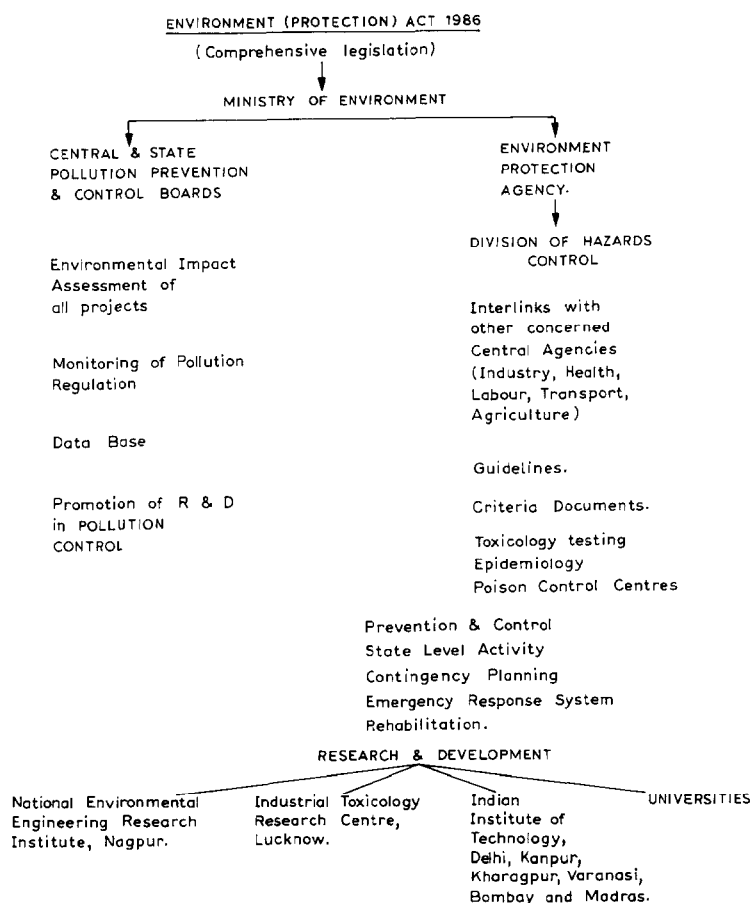 ENVIRONMENT (PROTECTION) ACT 1986
(Comprehensive legislation)
MINISTRY OF ENVIRONMENT
CENTRAL & STATE
POLLUTION PREVENTION
& CONTROL BOARDS
Environmental Impact
Assessment of
all projects
Monitoring of Pollution
Regulation
Data Base
Promotion of R & D
in POLLUTION
CONTROL
ENVIRONMENT
PROTECTION
AGENCY.
DIVISION OF HAZARDS
CONTROL
Interlinks with
other concerned
Central Agencies
(Industry, Health,
Labour, Transport,
Agriculture)
Guidelines.
Criteria Documents.
Toxicology testing
Epidemiology
Poison Control Centres
Prevention & Control
State Level Activity
Contingency Planning
Emergency Response System
Rehabilitation.
RESEARCH & DEVELOPMENT
National Environmental
Engineering Research
Institute, Nagpur.
Industrial Toxicology
Research Centre,
Lucknow.
Indian
Institute of
Technology,
Delhi, Kanpur,
Kharagpur, Varanasi,
Bombay and Madras.
UNIVERSITIES